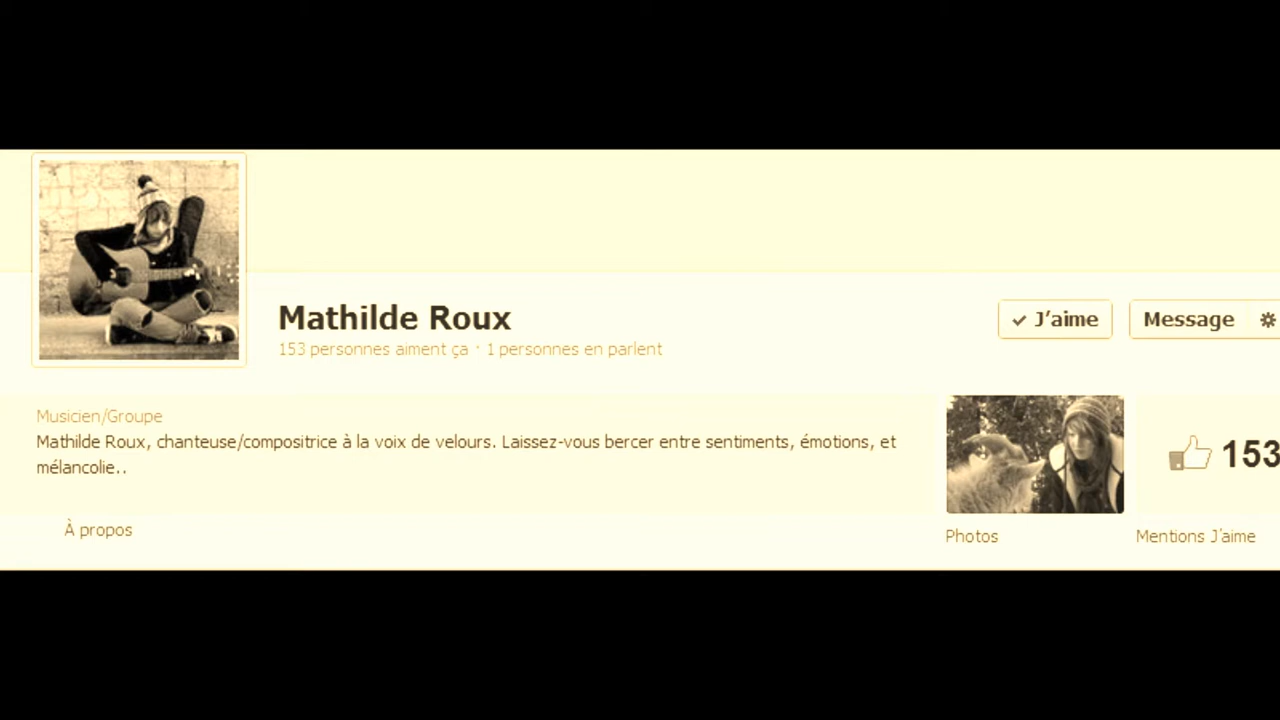 Mathilde Roux
153 personnes aiment ça · 1 personnes en parlent
✓ J'aime
Message
Musicien/Groupe
Mathilde Roux, chanteuse/compositrice à la voix de velours. Laissez-vous bercer entre sentiments, émotions, et
mélancolie..
153
À propos
Photos
Mentions J'aime